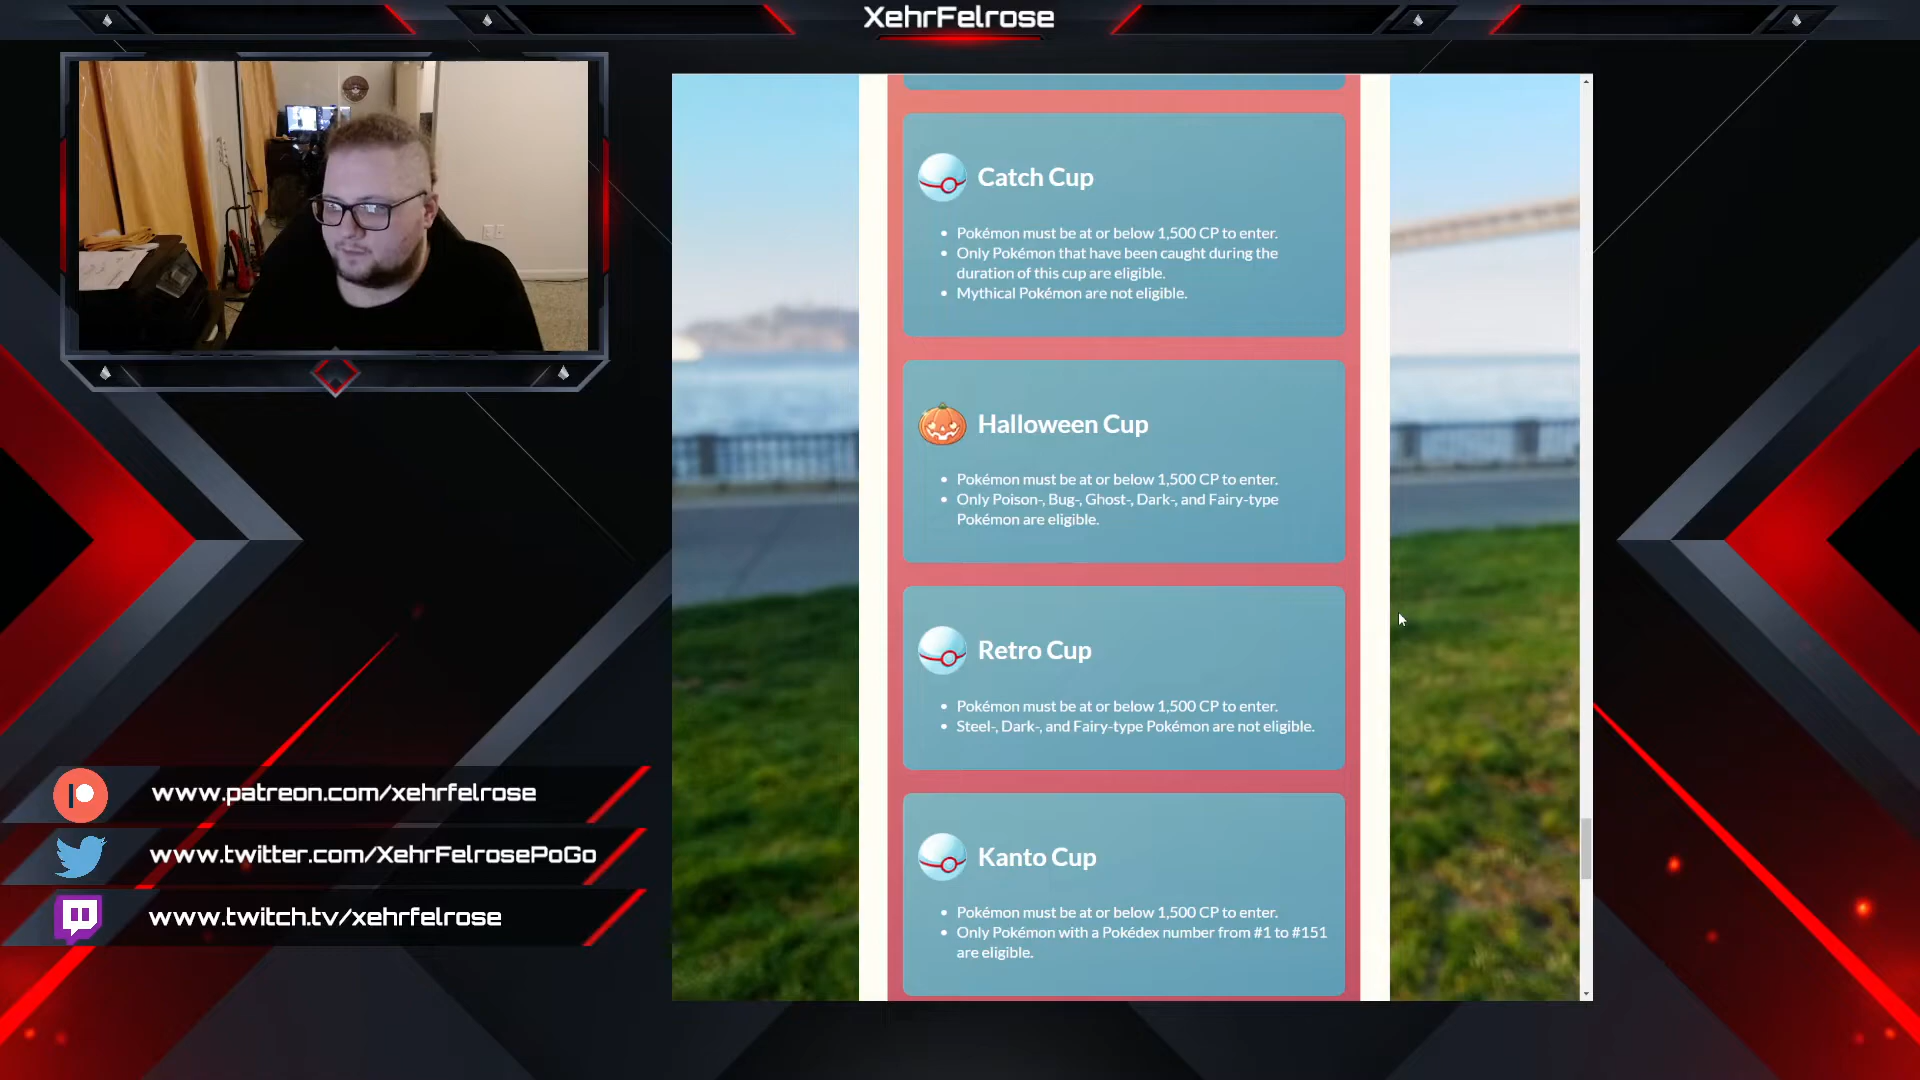 XehrFelrose
Catch Cup
• Pokémon must be at or below 1,500 CP to enter.
• Only Pokémon that have been caught during the
duration of this cup are eligible.
• Mythical Pokémon are not eligible.
Halloween Cup
• Pokémon must be at or below 1,500 CP to enter.
• Only Poison-, Bug-, Ghost-, Dark-, and Fairy-type
Pokémon are eligible.
Retro Cup
• Pokémon must be at or below 1,500 CP to enter.
• Steel-, Dark-, and Fairy-type Pokémon are not eligible.
Kanto Cup
• Pokémon must be at or below 1,500 CP to enter.
• Only Pokémon with a Pokédex number from #1 to #151
are eligible.
www.patreon.com/xehrfelrose
www.twitter.com/XehrFelrosePoGo
www.twitch.tv/xehrfelrose